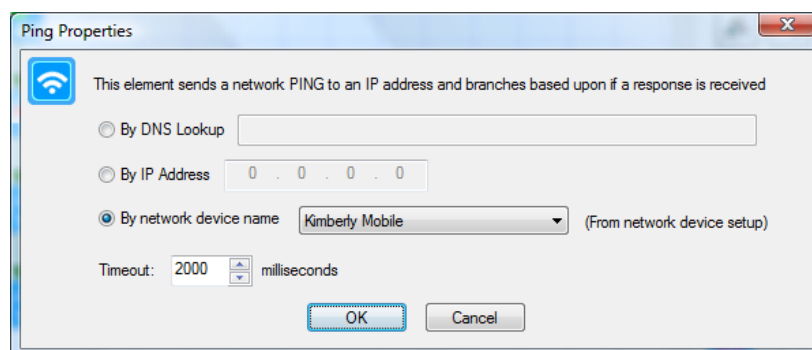 Ping Properties
This element sends a network PING to an IP address and branches based upon if a response is received
By DNS Lookup
By IP Address 0 . 0 . 0 . 0
By network device name Kimberly Mobile (From network device setup)
Timeout: 2000 milliseconds
OK Cancel